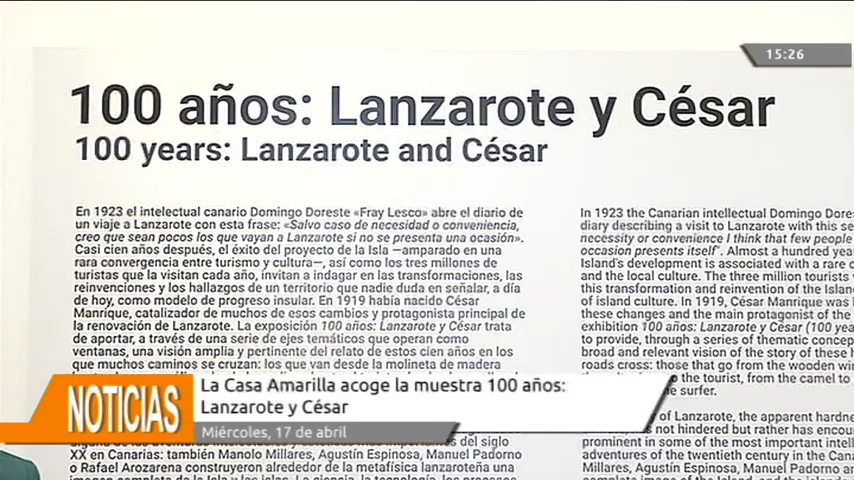 15:26
100 años: Lanzarote y César
100 years: Lanzarote and César
En 1923 el intelectual canario Domingo Doreste «Fray Lesco» abre el diario de
un viaje a Lanzarote con esta frase: «Salvo caso de necesidad o conveniencia,
creo que sean pocos los que vayan a Lanzarote si no se presenta una ocasión».
Casi cien años después, el éxito del proyecto de la Isla —amparado en una
rara convergencia entre turismo y cultura—, así como los tres millones de
turistas que la visitan cada año, invitan a indagar en las transformaciones, las
reinvenciones y los hallazgos de un territorio que nadie duda en señalar, a día
de hoy, como modelo de progreso insular. En 1919 había nacido César
Manrique, catalizador de muchos de esos cambios y protagonista principal de
la renovación de Lanzarote. La exposición 100 años: Lanzarote y César trata
de aportar, a través de una serie de ejes temáticos que operan como
ventanas, una visión amplia y pertinente del relato de estos cien años en los
que muchos caminos se cruzan: los que van desde la molineta de madera
XX en Canarias: también Manolo Millares, Agustín Espinosa, Manuel Padorno
o Rafael Arozarena construyeron alrededor de la metafísica lanzaroteña una
In 1923 the Canarian intellectual Domingo Dores
diary describing a visit to Lanzarote with this se
necessity or convenience I think that few people
occasion presents itself". Almost a hundred yea
Island's development is associated with a rare c
and the local culture. The three million tourists
this transformation and reinvention of the Island
of island culture. In 1919, César Manrique was
these changes and the main protagonist of the
exhibition 100 años: Lanzarote y César (100 yea
to provide, through a series of thematic concep
broad and relevant vision of the story of these h
roads cross: those that go from the wooden win
the tourist, from the camel to
he surfer.
of Lanzarote, the apparent hardne
not hindered but rather has encou
prominent in some of the most important intell
adventures of the twentieth century in the Cana
Millares, Agustín Espinosa, Manuel Padorno an
NOTICIAS
La Casa Amarilla acoge la muestra 100 años:
Lanzarote y César
Miércoles, 17 de abril